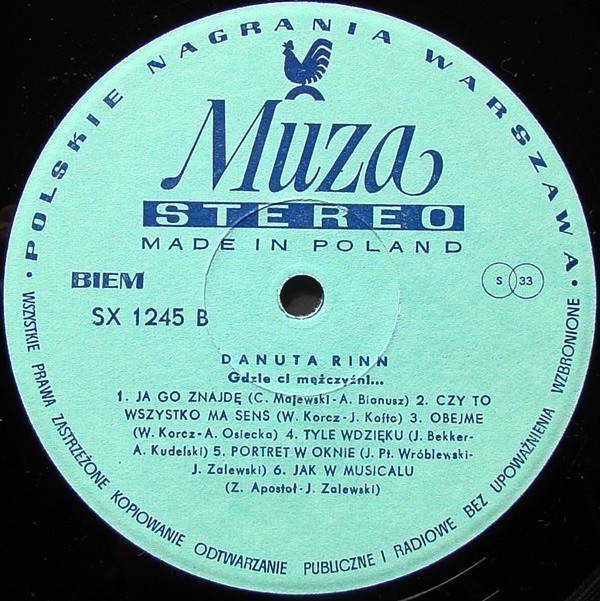 • POLSKIE NAGRANIA WARSZAWA •
Muza
STEREO
MADE IN POLAND
BIEM
S 33
SX 1245 B
DANUTA RINN
Gdzie ci mężczyźni...
1. JA GO ZNAJDĘ (C. Majewski-A. Bianusz) 2. CZY TO
WSZYSTKO MA SENS (W. Korcz-J. Kofta) 3. OBEJME
(W. Korcz-A. Osiecka) 4. TYLE WDZIĘKU (J. Bekker-
A. Kudelski) 5. PORTRET W OKNIE (J. Pt. Wróblewski-
J. Zalewski) 6. JAK W MUSICALU
(Z. Apostoł-J. Zalewski)
WSZYSTKIE PRAWA ZASTRZEŻONE KOPIOWANIE ODTWARZANIE PUBLICZNE I RADIOWE BEZ UPOWAŻNIENIA WZBRONIONE